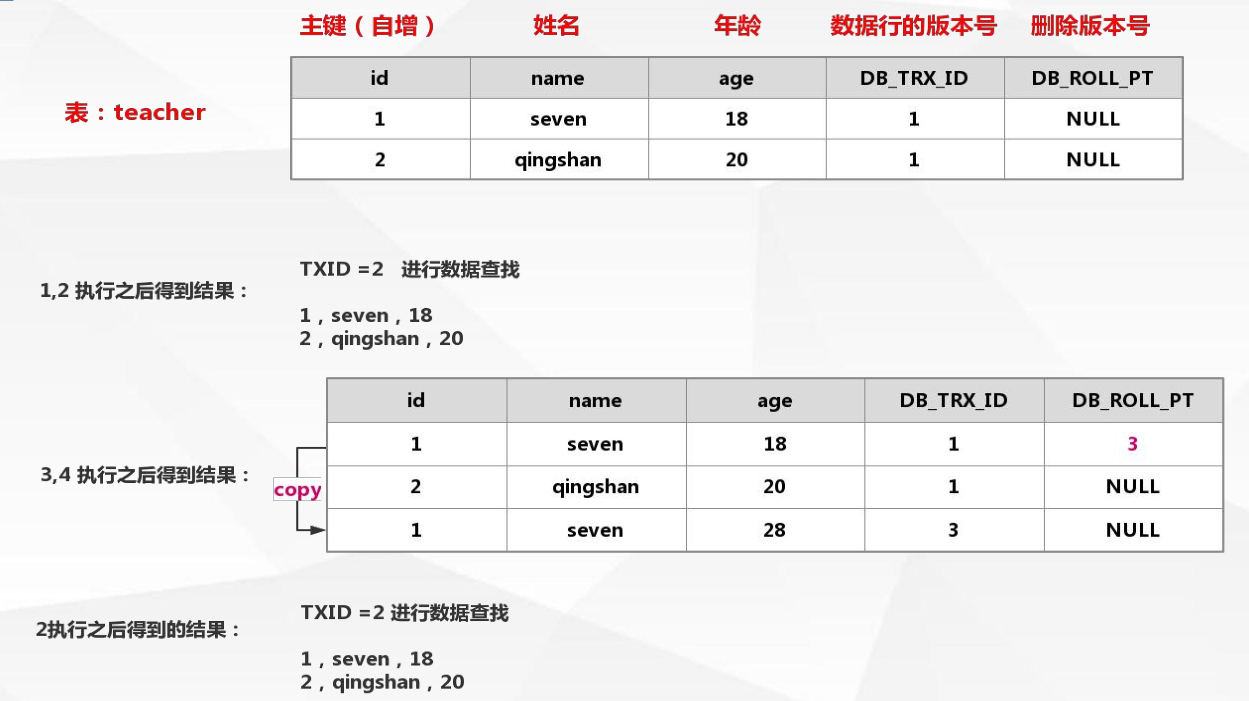 主键（自增） 姓名 年龄 数据行的版本号 删除版本号
表：teacher
id name age DB_TRX_ID DB_ROLL_PT
1 seven 18 1 NULL
2 qingshan 20 1 NULL
1,2 执行之后得到结果：
TXID =2 进行数据查找
1，seven，18
2，qingshan，20
3,4 执行之后得到结果：
copy
id name age DB_TRX_ID DB_ROLL_PT
1 seven 18 1 3
2 qingshan 20 1 NULL
1 seven 28 3 NULL
2执行之后得到的结果：
TXID =2 进行数据查找
1，seven，18
2，qingshan，20